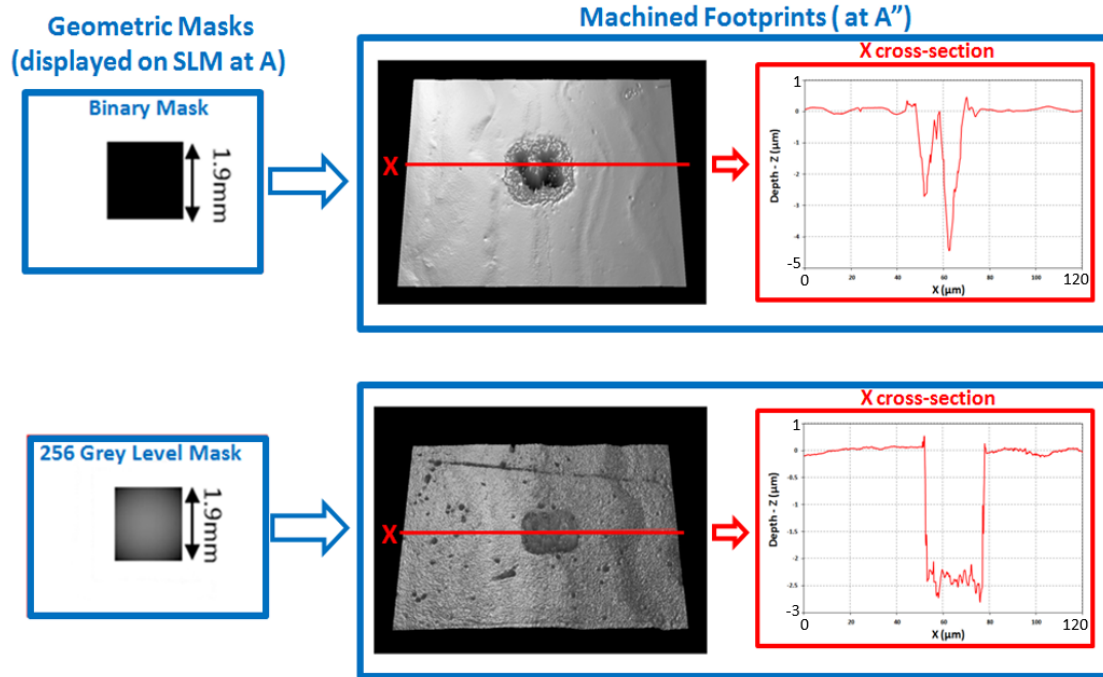 Geometric Masks
(displayed on SLM at A)
Machined Footprints ( at A”)
Binary Mask
1.9mm
X
X cross-section
Depth - Z (µm)
1
0
-1
-2
-3
-4
-5
0
20
40
60
80
100
120
X (µm)
256 Grey Level Mask
1.9mm
X
X cross-section
Depth - Z (µm)
1
0
-0.5
-1
-1.5
-2
-2.5
-3
0
20
40
60
80
100
120
X (µm)